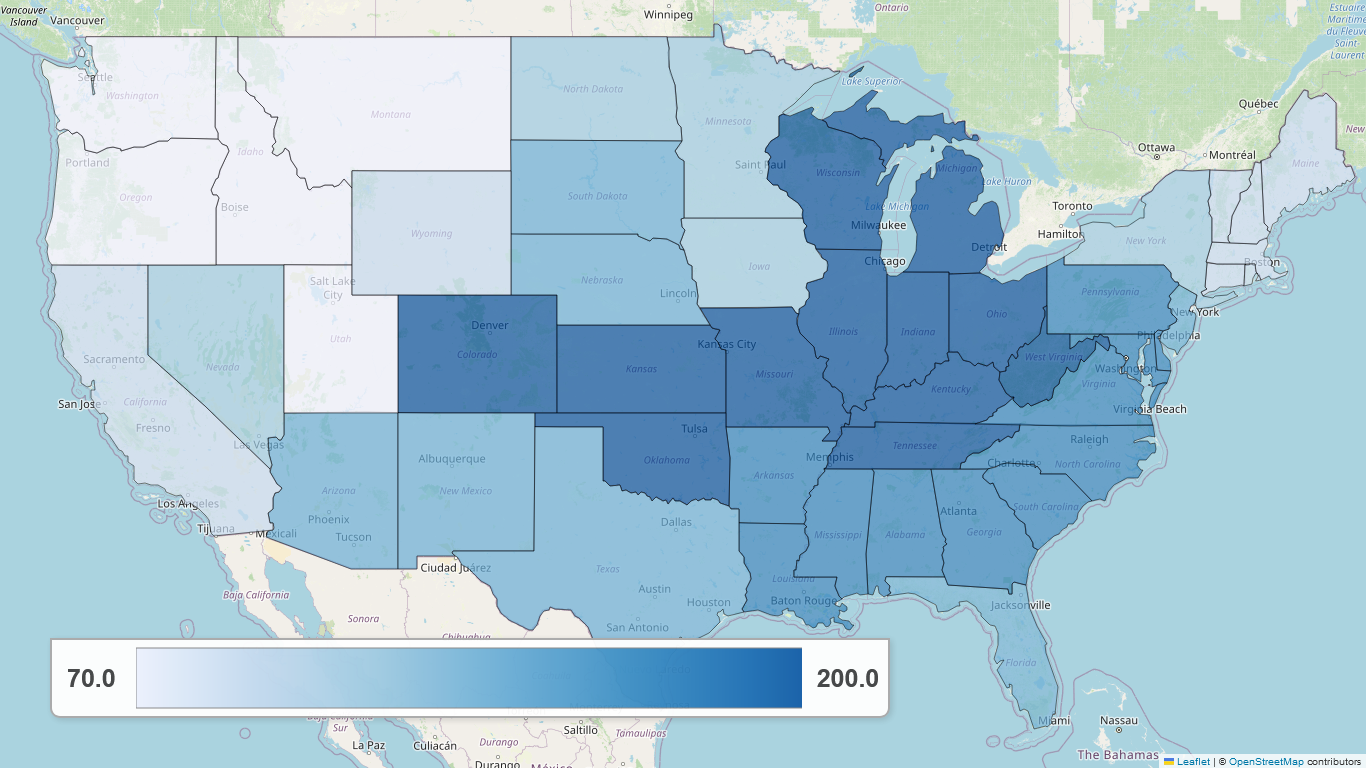 Vancouver
Island
Vancouver
Winnipeg
Ontario
Seattle
Washington
Montana
North Dakota
Minnesota
Lake Superior
Québec
Ottawa
Montréal
Portland
Idaho
Saint Paul
Wisconsin
Michigan
Lake Huron
Maine
Oregon
Boise
South Dakota
Lake Michigan
Milwaukee
Toronto
Hamilton
Wyoming
Detroit
New York
Chicago
Boston
Salt Lake
City
Nebraska
Lincoln
Iowa
Pennsylvania
New York
Denver
Illinois
Indiana
Ohio
Philadelphia
Utah
Kansas City
Sacramento
Nevada
Colorado
Kansas
Missouri
West Virginia
Washington
Kentucky
Virginia
San Jose
California
Virginia Beach
Fresno
Tulsa
Las Vegas
Tennessee
Raleigh
Albuquerque
Oklahoma
Memphis
Charlotte
North Carolina
Arizona
New Mexico
Arkansas
Los Angeles
South Carolina
Phoenix
Dallas
Atlanta
Tijuana
Mexicali
Tucson
Mississippi
Alabama
Georgia
Ciudad Juárez
Texas
Louisiana
Baja California
Austin
Houston
Baton Rouge
Jacksonville
Sonora
San Antonio
Chihuahua
Florida
70.0
200.0
Baja California
Sur
Miami
Nassau
Saltillo
Tamaulipas
La Paz
Culiacán
Durango
The Bahamas
Durango
México
Leaflet | © OpenStreetMap contributors